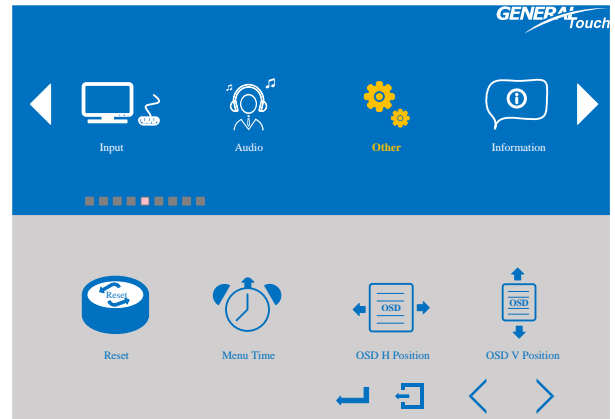 GENERAL Touch
Input
Audio
Other
Information
Reset
OSD
OSD
Reset
Menu Time
OSD H Position
OSD V Position